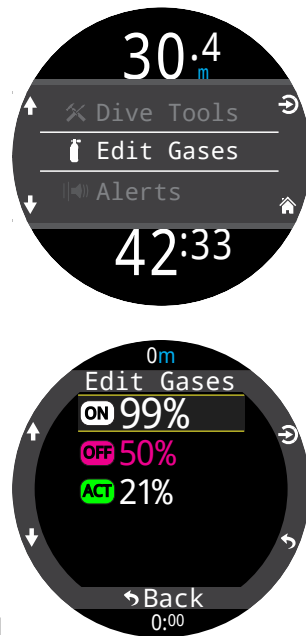 30.4
m
Dive Tools
Edit Gases
Alerts
42:33
0m
Edit Gases
ON 99%
OFF 50%
ACT 21%
Back
0:00